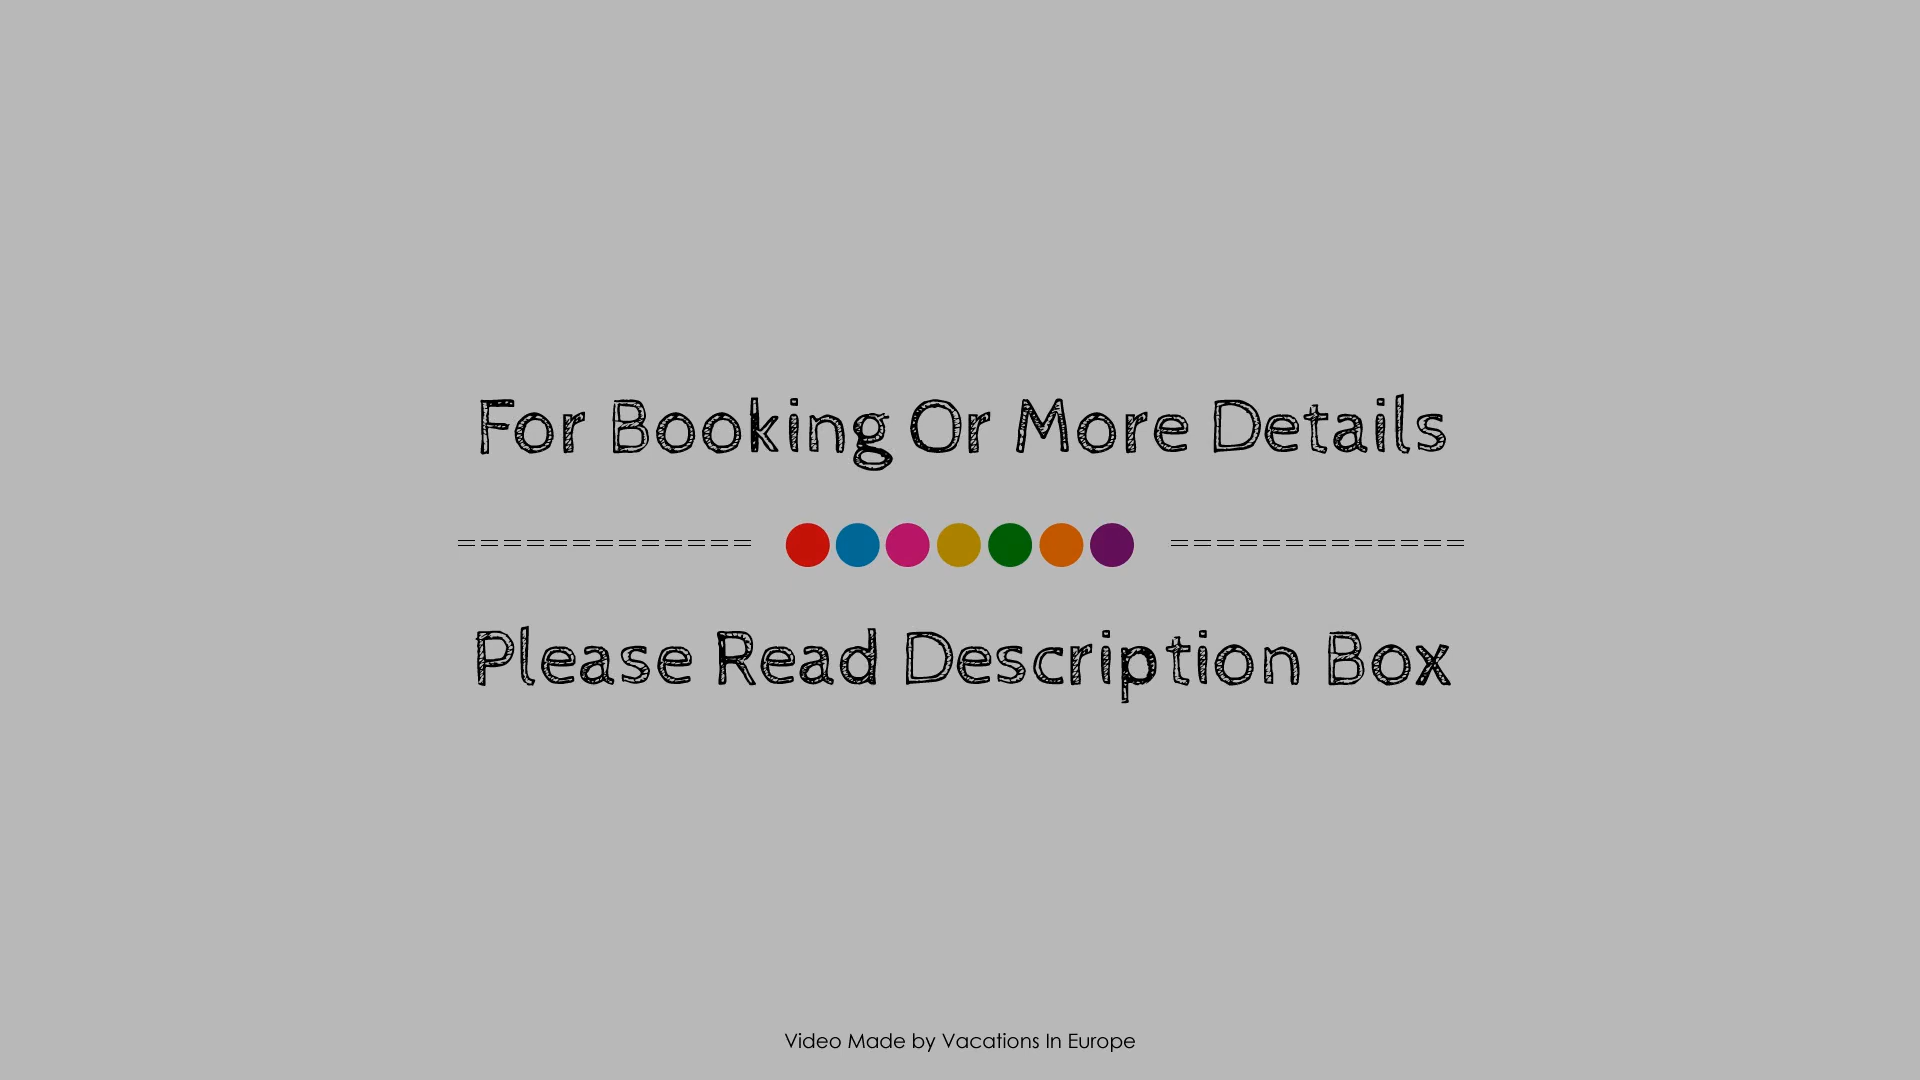 For Booking Or More Details
============= =============
Please Read Description Box
Video Made by Vacations In Europe